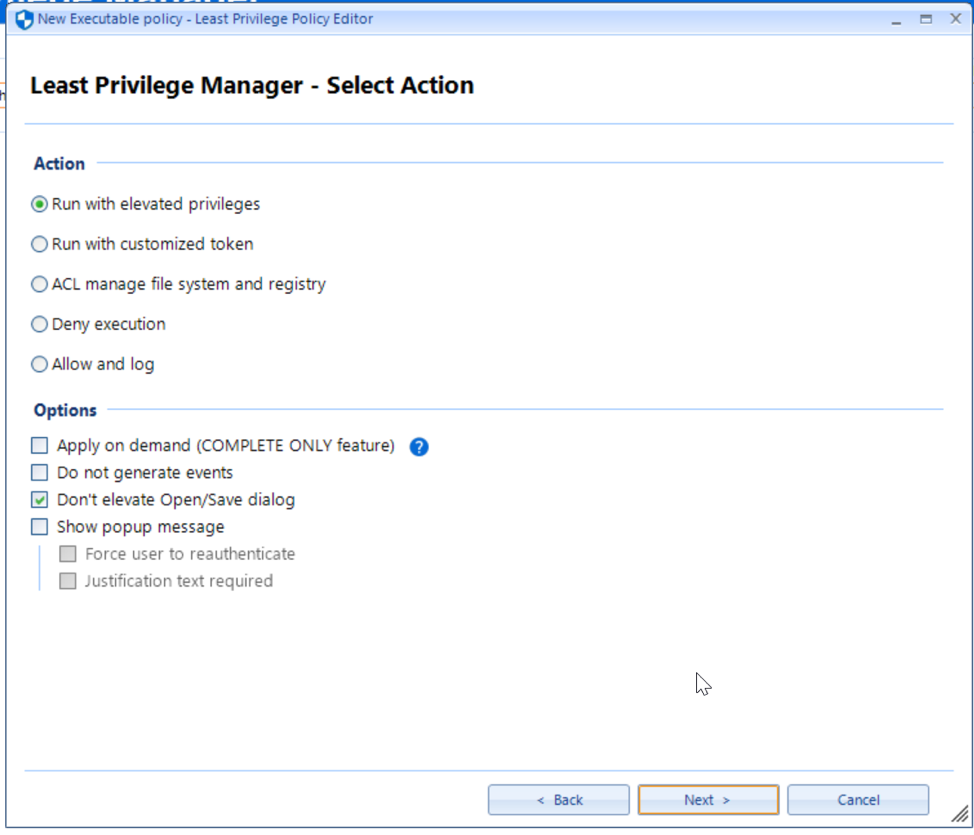 New Executable policy - Least Privilege Policy Editor
Least Privilege Manager - Select Action
Action
Run with elevated privileges
Run with customized token
ACL manage file system and registry
Deny execution
Allow and log
Options
Apply on demand (COMPLETE ONLY feature) ?
Do not generate events
Don't elevate Open/Save dialog
Show popup message
Force user to reauthenticate
Justification text required
< Back
Next >
Cancel